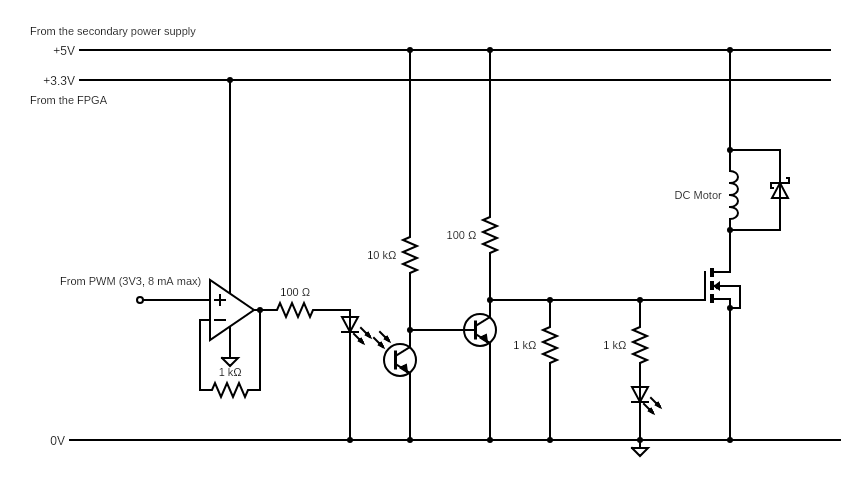 From the secondary power supply
+5V
+3.3V
From the FPGA
DC Motor
100 Ω
10 kΩ
From PWM (3V3, 8 mA max)
100 Ω
1 kΩ
1 kΩ
1 kΩ
0V